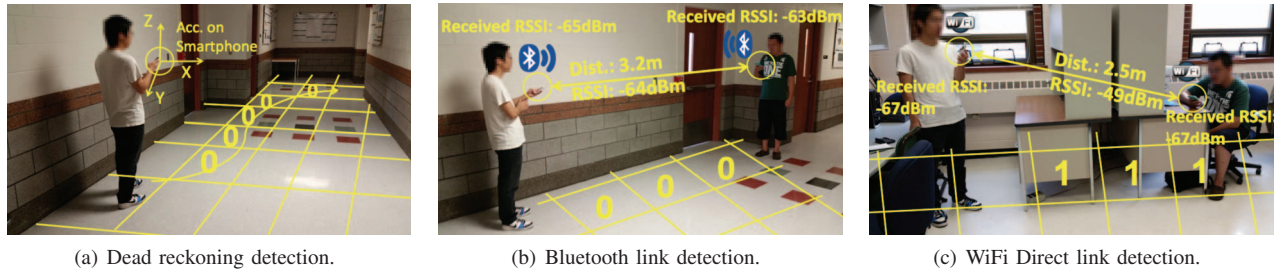 Z
Acc. on
Smartphone
X
Y
0
0
0
0
Received RSSI: -65dBm
Received RSSI: -63dBm
Dist.: 3.2m
RSSI: -64dBm
0
0
0
WiFi
WiFi
Dist.: 2.5m
RSSI: -49dBm
Received RSSI:
-67dBm
Received RSSI:
-67dBm
1
1
1
(a) Dead reckoning detection.
(b) Bluetooth link detection.
(c) WiFi Direct link detection.